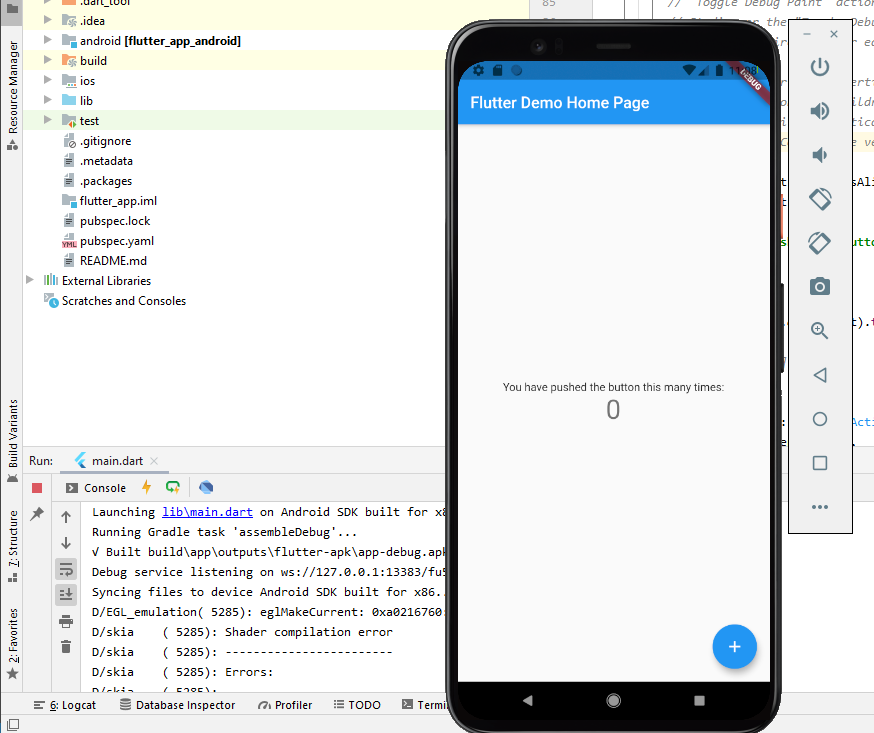 .dart_tool
.idea
android [flutter_app_android]
build
ios
lib
test
.gitignore
.metadata
.packages
flutter_app.iml
pubspec.lock
pubspec.yaml
README.md
External Libraries
Scratches and Consoles
Resource Manager
Build Variants
7: Structure
2: Favorites
85
// "Toggle Debug Paint" action
11:08
DEBUG
Flutter Demo Home Page
You have pushed the button this many times:
0
Run:
main.dart
Console
Launching lib\main.dart on Android SDK built for x8
Running Gradle task 'assembleDebug'...
√ Built build\app\outputs\flutter-apk\app-debug.apk
Debug service listening on ws://127.0.0.1:13383/fu5
Syncing files to device Android SDK built for x86..
D/EGL_emulation( 5285): eglMakeCurrent: 0xa0216760:
D/skia    ( 5285): Shader compilation error
D/skia    ( 5285): ------------------------
D/skia    ( 5285): Errors:
D/skia    ( 5285):
6: Logcat
Database Inspector
Profiler
TODO
Termi